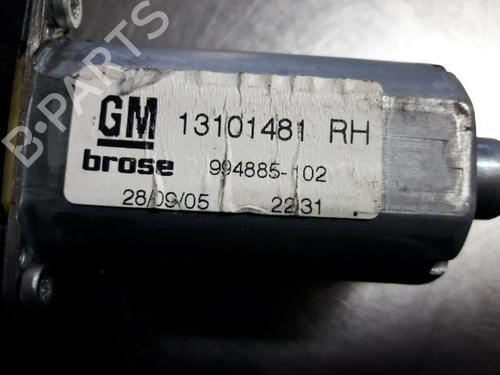 B-PARTS
GM 13101481 RH
brose 994885-102
28/09/05 2231